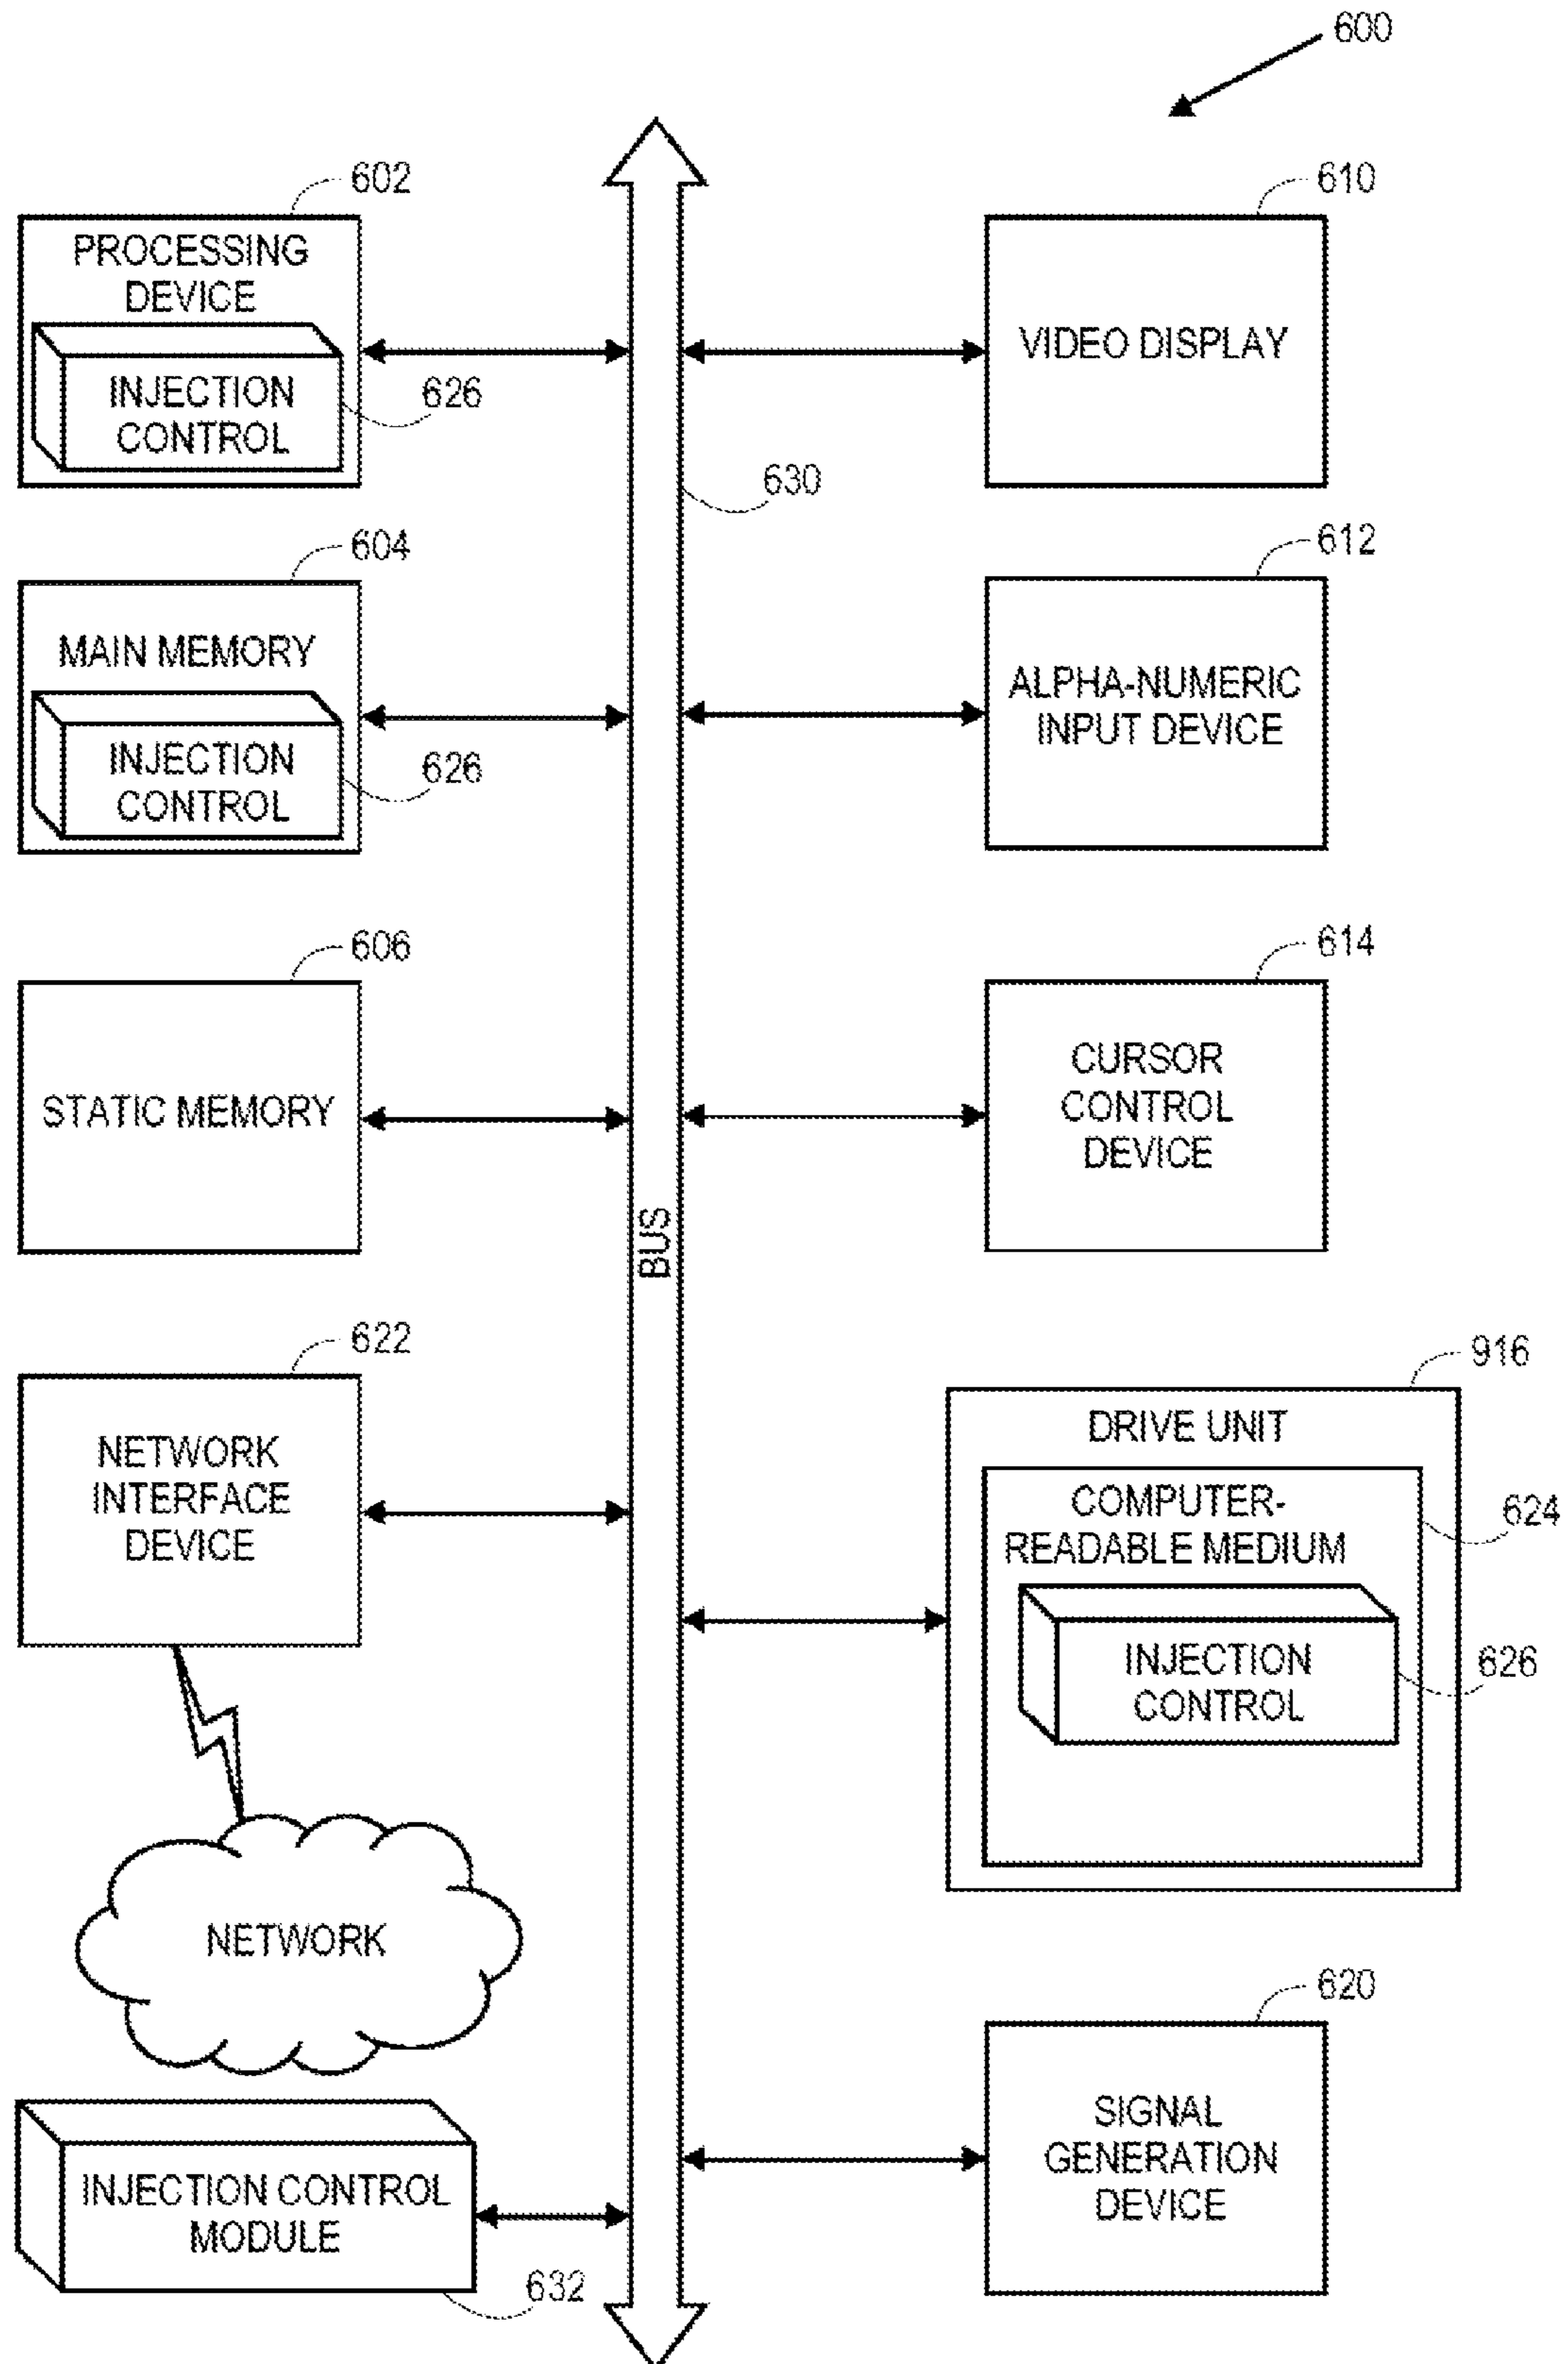 600
602
PROCESSING
DEVICE
INJECTION
CONTROL
626
610
VIDEO DISPLAY
630
604
MAIN MEMORY
INJECTION
CONTROL
626
612
ALPHA-NUMERIC
INPUT DEVICE
606
STATIC MEMORY
614
CURSOR
CONTROL
DEVICE
BUS
622
NETWORK
INTERFACE
DEVICE
916
DRIVE UNIT
COMPUTER-
READABLE MEDIUM
624
INJECTION
CONTROL
626
NETWORK
620
SIGNAL
GENERATION
DEVICE
INJECTION CONTROL
MODULE
632